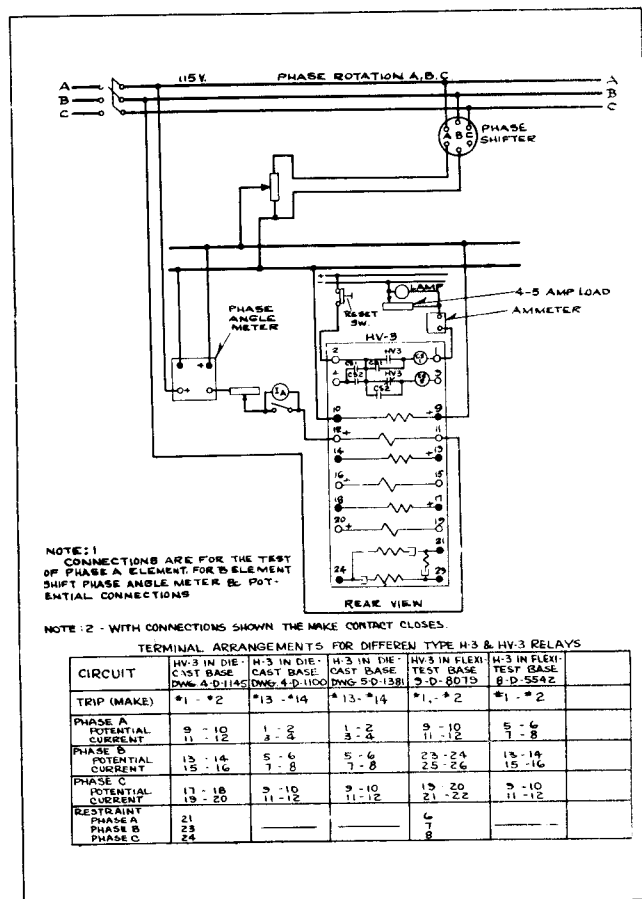 115 V. PHASE ROTATION A, B, C
A A
B B
C C
A B C
PHASE
SHIFTER
PHASE
ANGLE
METER
+
+
- +
-
RESET
SW.
AMP
4-5 AMP LOAD
AMMETER
HV-3
2 HV3 1
CS1 CS1
4 CS2 HV3 3
CS2
IA
10 + 9
12 + 11
14 + 13
16 + 15
18 + 17
20 + 19
21
24 23
REAR VIEW
NOTE: 1
CONNECTIONS ARE FOR THE TEST
OF PHASE A ELEMENT. FOR B ELEMENT
SHIFT PHASE ANGLE METER & POT-
ENTIAL CONNECTIONS
NOTE: 2 - WITH CONNECTIONS SHOWN THE MAKE CONTACT CLOSES.
TERMINAL ARRANGEMENTS FOR DIFFEREN TYPE H-3 & HV-3 RELAYS
CIRCUIT HV-3 IN DIE- H-3 IN DIE- H-3 IN DIE- HV-3 IN FLEXI- H-3 IN FLEXI-
CAST BASE CAST BASE CAST BASE TEST BASE TEST BASE
DWG. 4-D-1145 DWG. 4-D-1100 DWG 5-D-1381 9-D-8079 8-D-5542
TRIP (MAKE) #1 - #2 #13 - #14 #13 - #14 #1, - #2 #1 - #2
PHASE A
POTENTIAL 9 - 10 1 - 2 1 - 2 9 - 10 5 - 6
CURRENT 11 - 12 3 - 4 3 - 4 11 - 12 7 - 8
PHASE B
POTENTIAL 13 - 14 5 - 6 5 - 6 23 - 24 13 - 14
CURRENT 15 - 16 7 - 8 7 - 8 25 - 26 15 - 16
PHASE C
POTENTIAL 17 - 18 9 - 10 9 - 10 19 - 20 9 - 10
CURRENT 19 - 20 11 - 12 11 - 12 21 - 22 11 - 12
RESTRAINT
PHASE A 21 6
PHASE B 23 7
PHASE C 24 8